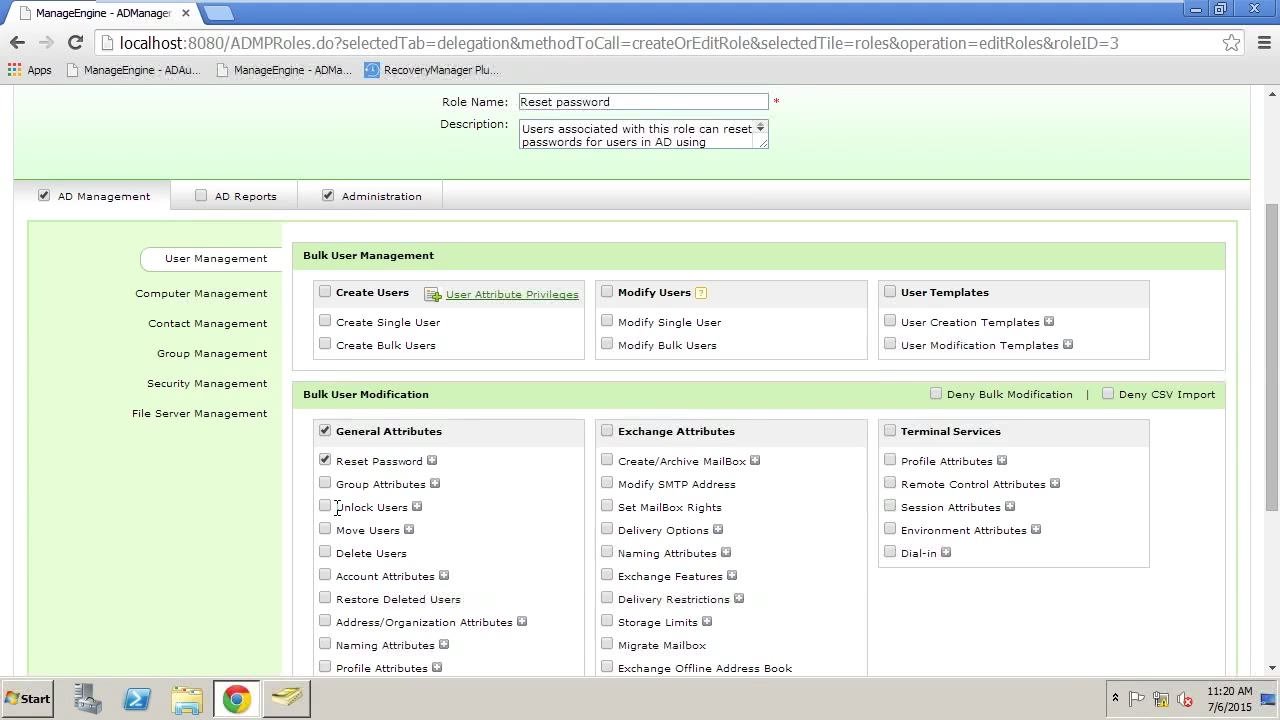 ManageEngine - ADManager
localhost:8080/ADMPRoles.do?selectedTab=delegation&methodToCall=createOrEditRole&selectedTile=roles&operation=editRoles&roleID=3
Apps ManageEngine - ADAu... ManageEngine - ADMa... RecoveryManager Plu...
Role Name: Reset password *
Description: Users associated with this role can reset
passwords for users in AD using
AD Management AD Reports Administration
User Management
Computer Management
Contact Management
Group Management
Security Management
File Server Management
Bulk User Management
Create Users User Attribute Privileges
Create Single User
Create Bulk Users
Modify Users ?
Modify Single User
Modify Bulk Users
User Templates
User Creation Templates
User Modification Templates
Bulk User Modification Deny Bulk Modification | Deny CSV Import
General Attributes
Reset Password
Group Attributes
Unlock Users
Move Users
Delete Users
Account Attributes
Restore Deleted Users
Address/Organization Attributes
Naming Attributes
Profile Attributes
Exchange Attributes
Create/Archive MailBox
Modify SMTP Address
Set MailBox Rights
Delivery Options
Naming Attributes
Exchange Features
Delivery Restrictions
Storage Limits
Migrate Mailbox
Exchange Offline Address Book
Terminal Services
Profile Attributes
Remote Control Attributes
Session Attributes
Environment Attributes
Dial-in
Start
11:20 AM
7/6/2015